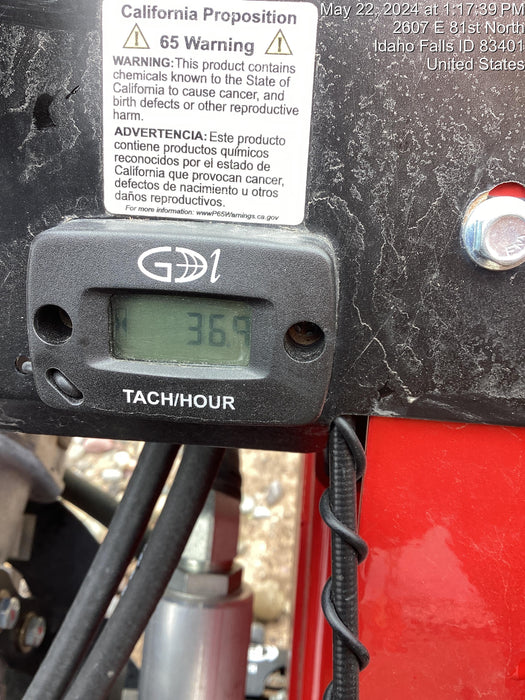 May 22, 2024 at 1:17:39 PM
2607 E 81st North
Idaho Falls ID 83401
United States
California Proposition
65 Warning
WARNING: This product contains
chemicals known to the State of
California to cause cancer, and
birth defects or other reproductive
harm.
ADVERTENCIA: Este producto
contiene productos químicos
reconocidos por el estado de
California que provocan cancer,
defectos de nacimiento u otros
daños reproductivos.
For more information: www.P65Warnings.ca.gov
GDI
36.9
TACH/HOUR